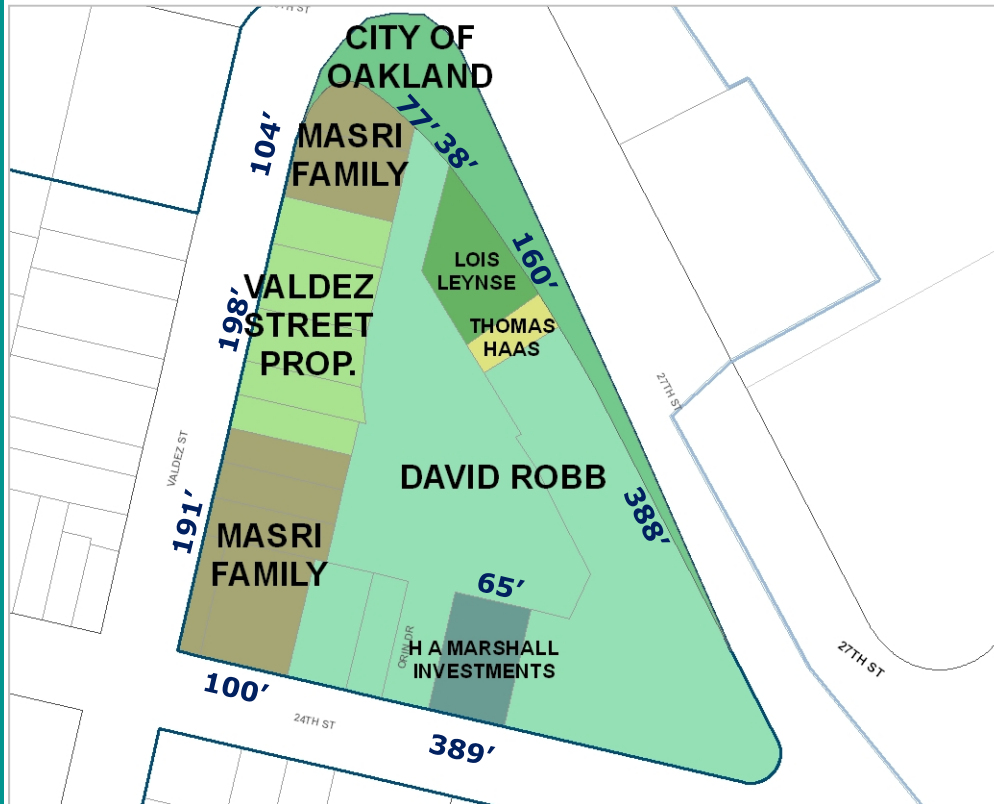 TH ST
CITY OF
OAKLAND
77’
38’
104’
MASRI
FAMILY
160’
LOIS
LEYNSE
VALDEZ
STREET
PROP.
198’
THOMAS
HAAS
27TH ST
VALDEZ ST
DAVID ROBB
388’
191’
MASRI
FAMILY
65’
ORIN DR
H A MARSHALL
INVESTMENTS
27TH ST
100’
24TH ST
389’